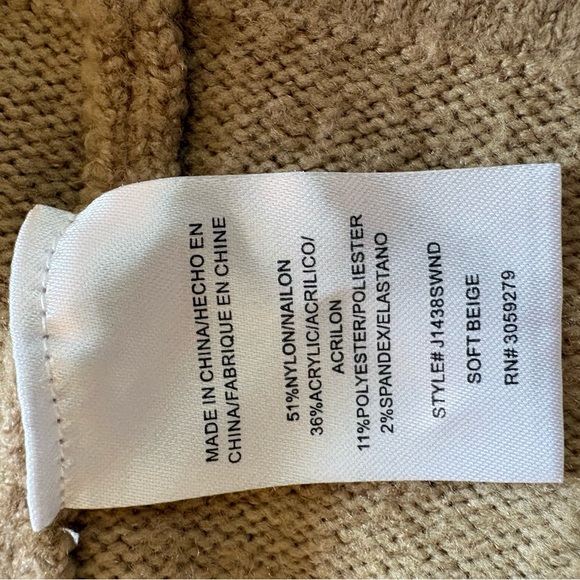 MADE IN CHINA/HECHO EN
CHINA/FABRIQUE EN CHINE
51%NYLON/NAILON
36%ACRYLIC/ACRILICO/
ACRILON
11%POLYESTER/POLIESTER
2%SPANDEX/ELASTANO
STYLE# J1438SWND
SOFT BEIGE
RN# 3059279